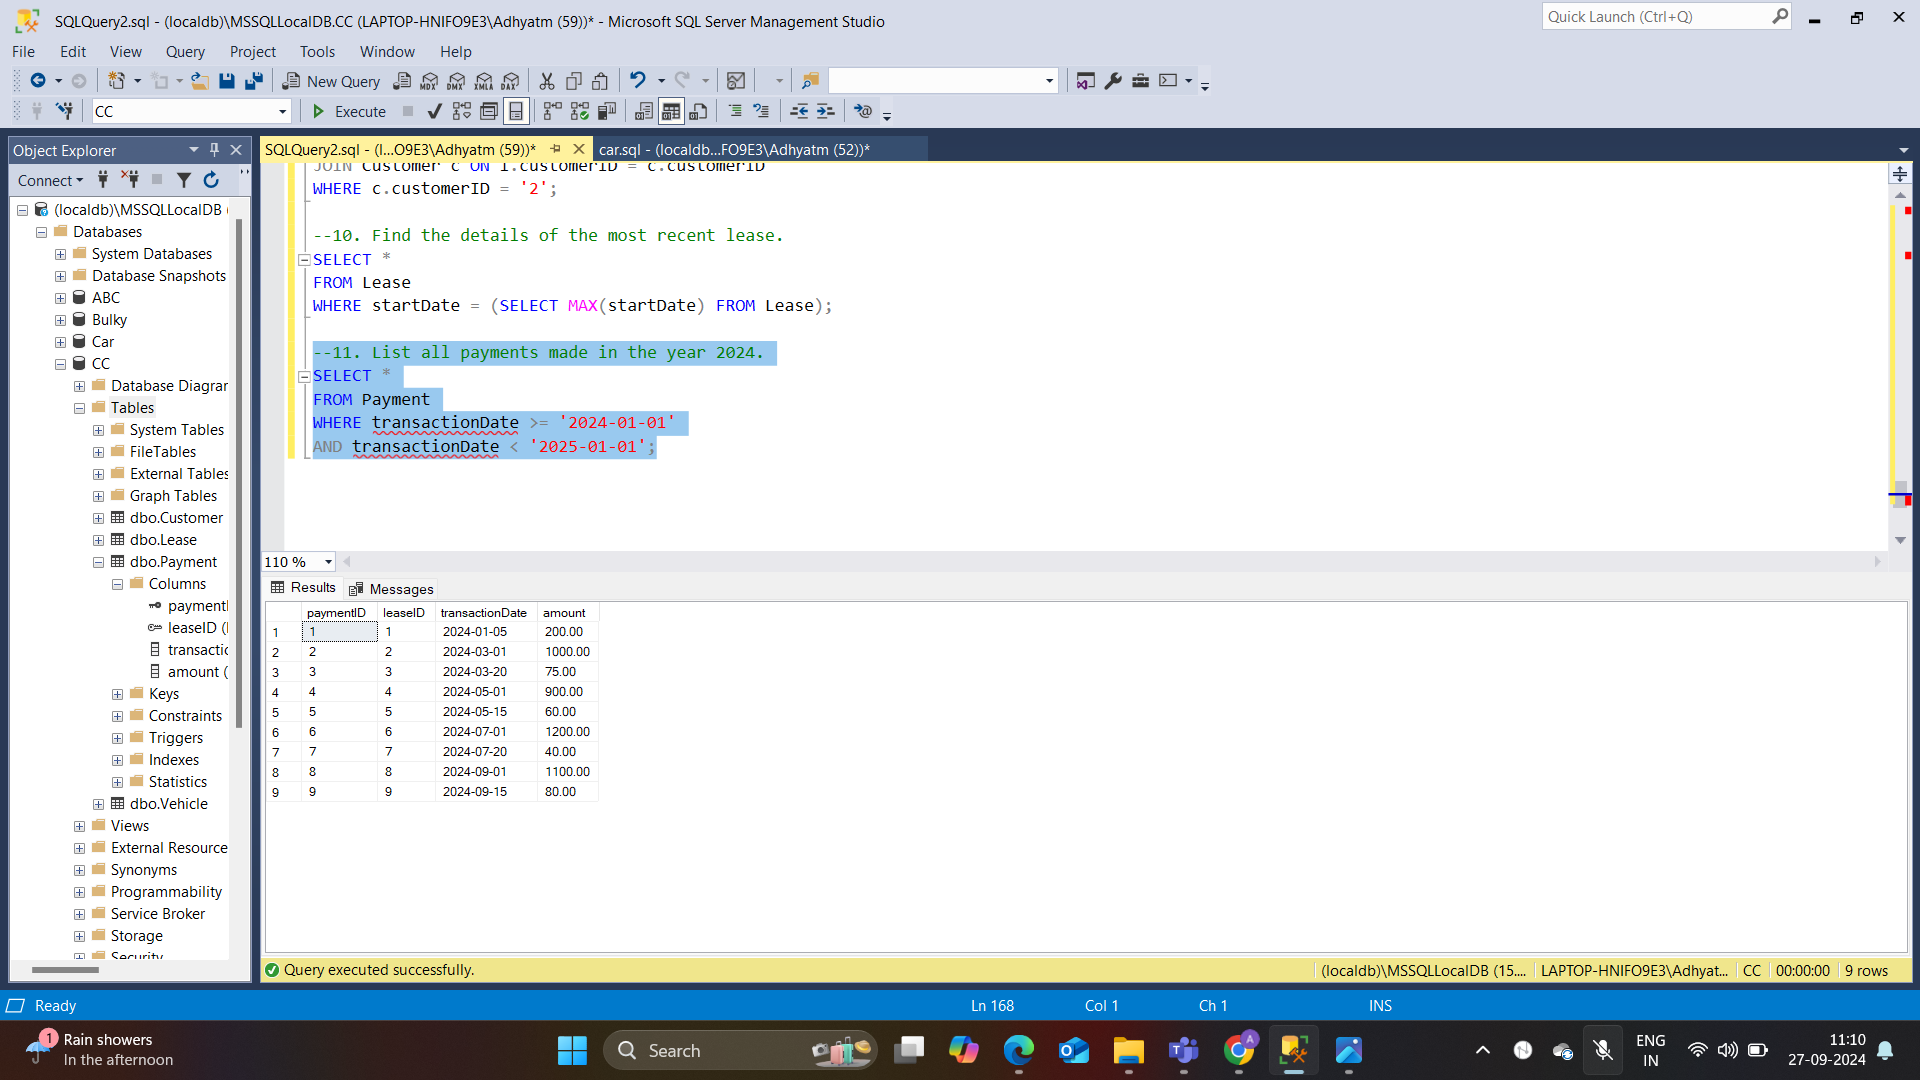 SQLQuery2.sql - (localdb)\MSSQLLocalDB.CC (LAPTOP-HNIFO9E3\Adhyatm (59))* - Microsoft SQL Server Management Studio
Quick Launch (Ctrl+Q)
File Edit View Query Project Tools Window Help
New Query
MDX DMX XMLA DAX
CC
Execute
Object Explorer
SQLQuery2.sql - (l...O9E3\Adhyatm (59))*
car.sql - (localdb...FO9E3\Adhyatm (52))*
Connect
(localdb)\MSSQLLocalDB (
Databases
System Databases
Database Snapshots
ABC
Bulky
Car
CC
Database Diagrar
Tables
System Tables
FileTables
External Tables
Graph Tables
dbo.Customer
dbo.Lease
dbo.Payment
Columns
paymentI
leaseID (I
transactic
amount (
Keys
Constraints
Triggers
Indexes
Statistics
dbo.Vehicle
Views
External Resource
Synonyms
Programmability
Service Broker
Storage
Security
JOIN Customer c ON l.customerID = c.customerID
WHERE c.customerID = '2';
--10. Find the details of the most recent lease.
SELECT *
FROM Lease
WHERE startDate = (SELECT MAX(startDate) FROM Lease);
--11. List all payments made in the year 2024.
SELECT *
FROM Payment
WHERE transactionDate >= '2024-01-01'
AND transactionDate < '2025-01-01';
110 %
Results Messages
paymentID leaseID transactionDate amount
1 1 1 2024-01-05 200.00
2 2 2 2024-03-01 1000.00
3 3 3 2024-03-20 75.00
4 4 4 2024-05-01 900.00
5 5 5 2024-05-15 60.00
6 6 6 2024-07-01 1200.00
7 7 7 2024-07-20 40.00
8 8 8 2024-09-01 1100.00
9 9 9 2024-09-15 80.00
Query executed successfully.
(localdb)\MSSQLLocalDB (15.... LAPTOP-HNIFO9E3\Adhyat... CC 00:00:00 9 rows
Ready
Ln 168 Col 1 Ch 1 INS
1
Rain showers
In the afternoon
Search
A
ENG
IN
11:10
27-09-2024